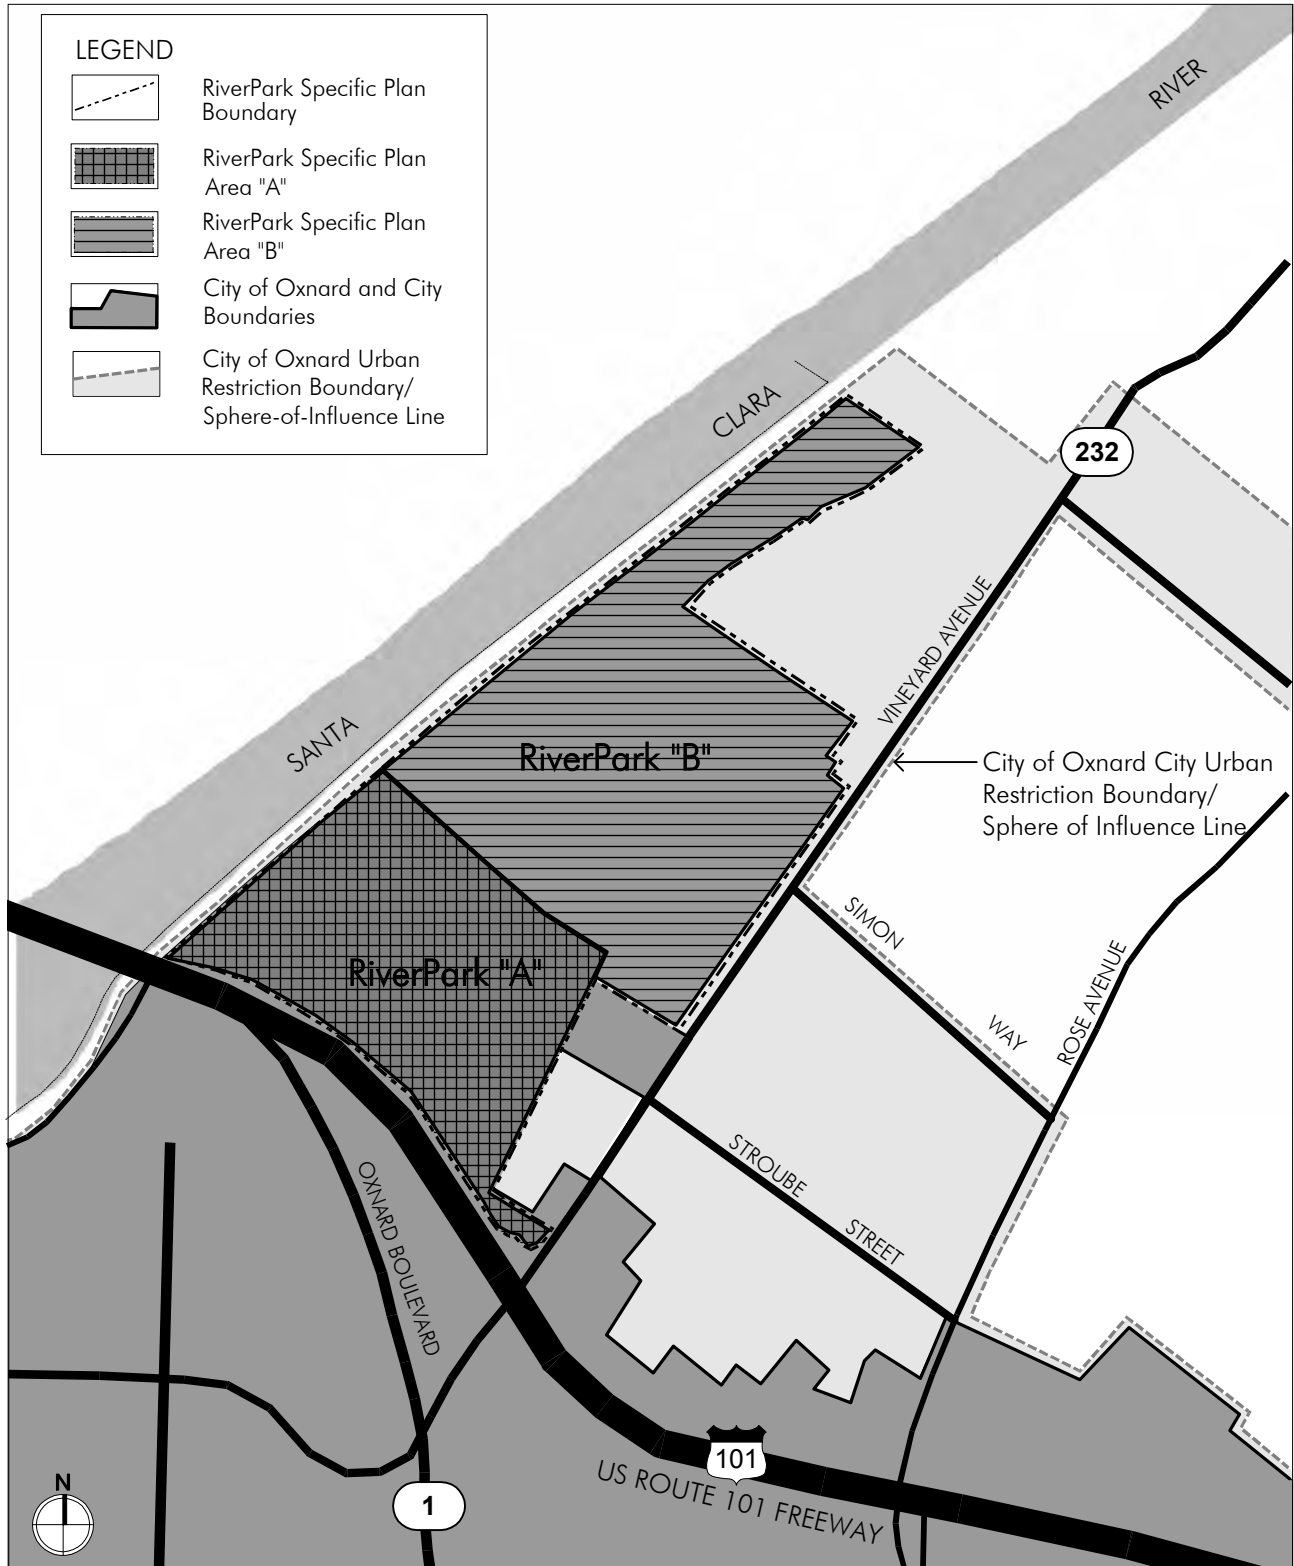 LEGEND
RiverPark Specific Plan
Boundary
RiverPark Specific Plan
Area "A"
RiverPark Specific Plan
Area "B"
City of Oxnard and City
Boundaries
City of Oxnard Urban
Restriction Boundary/
Sphere-of-Influence Line
RIVER
CLARA
SANTA
232
VINEYARD AVENUE
RiverPark "B"
City of Oxnard City Urban
Restriction Boundary/
Sphere of Influence Line
SIMON
WAY
ROSE AVENUE
RiverPark "A"
STROUBE
STREET
OXNARD BOULEVARD
101
US ROUTE 101 FREEWAY
N
1